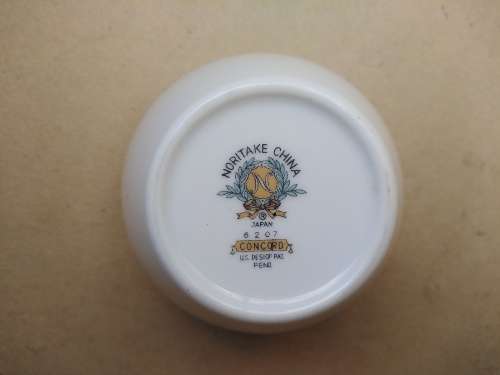 NORITAKE CHINA
N
®
JAPAN
6207
CONCORD
U.S. DESIGN PAT.
PEND.